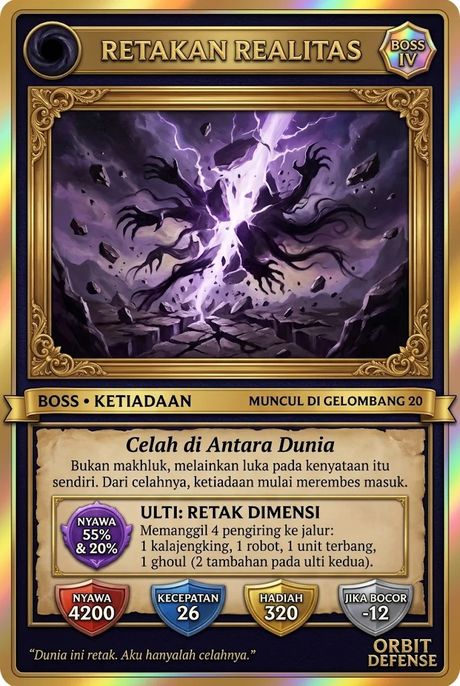 RETAKAN REALITAS
BOSS
IV
BOSS • KETIADAAN
MUNCUL DI GELOMBANG 20
Celah di Antara Dunia
Bukan makhluk, melainkan luka pada kenyataan itu
sendiri. Dari celahnya, ketiadaan mulai merembes masuk.
NYAWA
55%
& 20%
ULTI: RETAK DIMENSI
Memanggil 4 pengiring ke jalur:
1 kalajengking, 1 robot, 1 unit terbang,
1 ghoul (2 tambahan pada ulti kedua).
NYAWA
4200
KECEPATAN
26
HADIAH
320
JIKA BOCOR
-12
"Dunia ini retak. Aku hanyalah celahnya."
ORBIT
DEFENSE